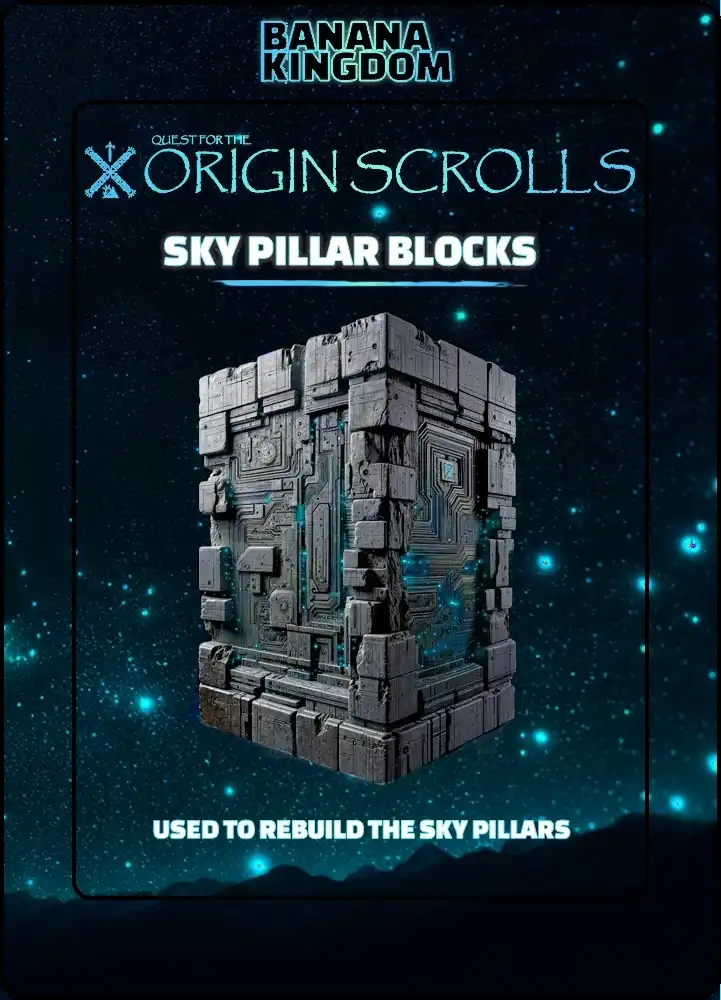 BANANA
KINGDOM
QUEST FOR THE
ORIGIN SCROLLS
SKY PILLAR BLOCKS
USED TO REBUILD THE SKY PILLARS